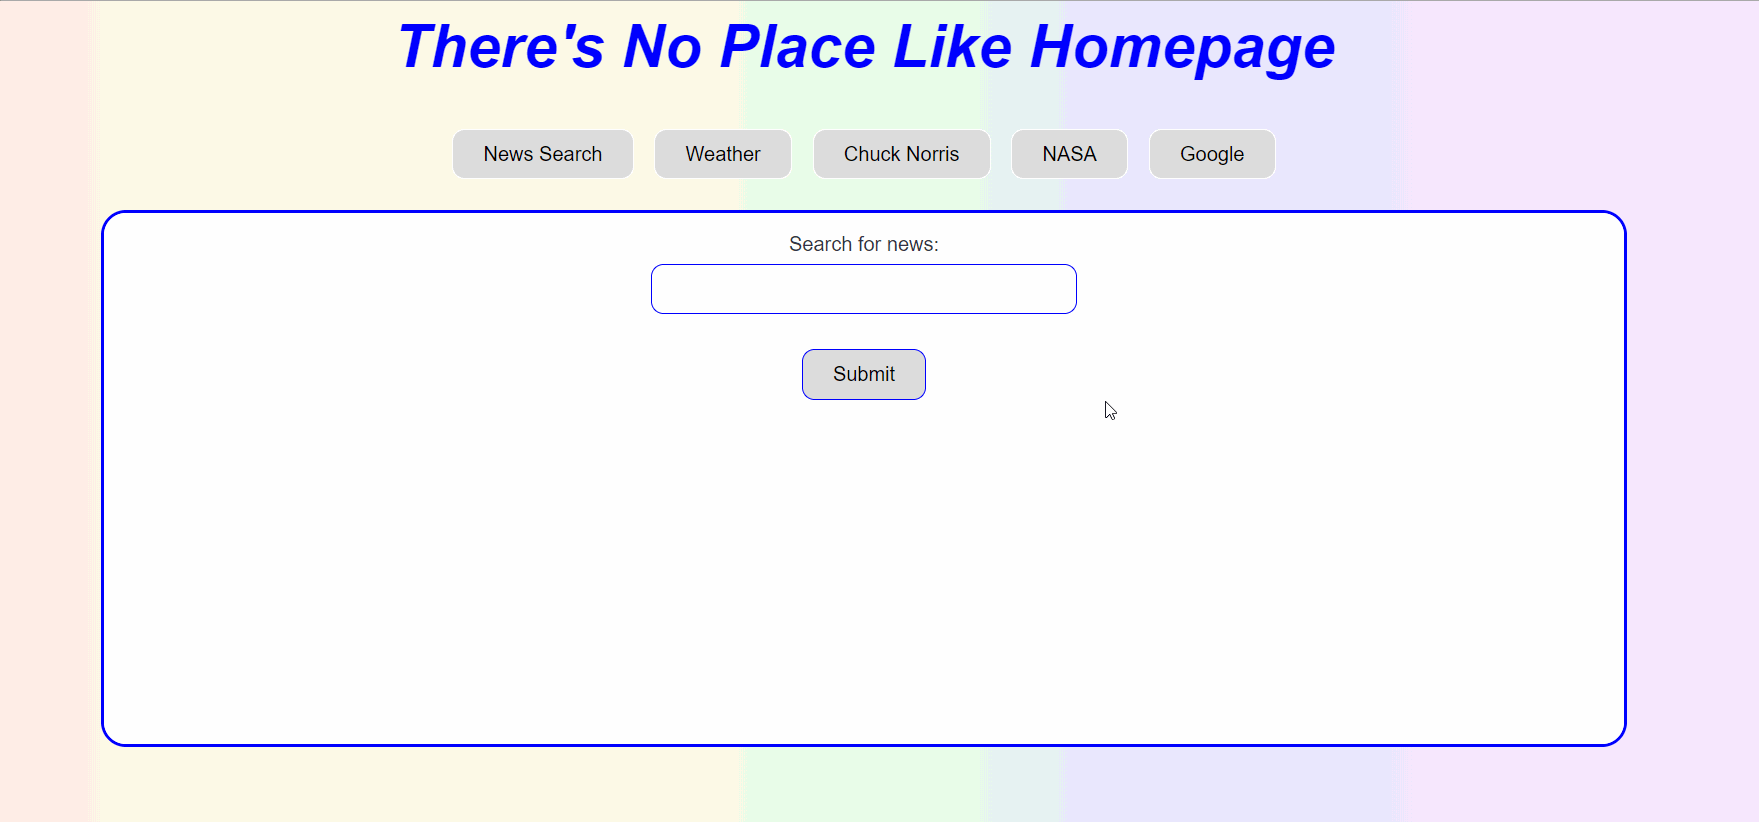 There's No Place Like Homepage
News Search Weather Chuck Norris NASA Google
Search for news:
Submit